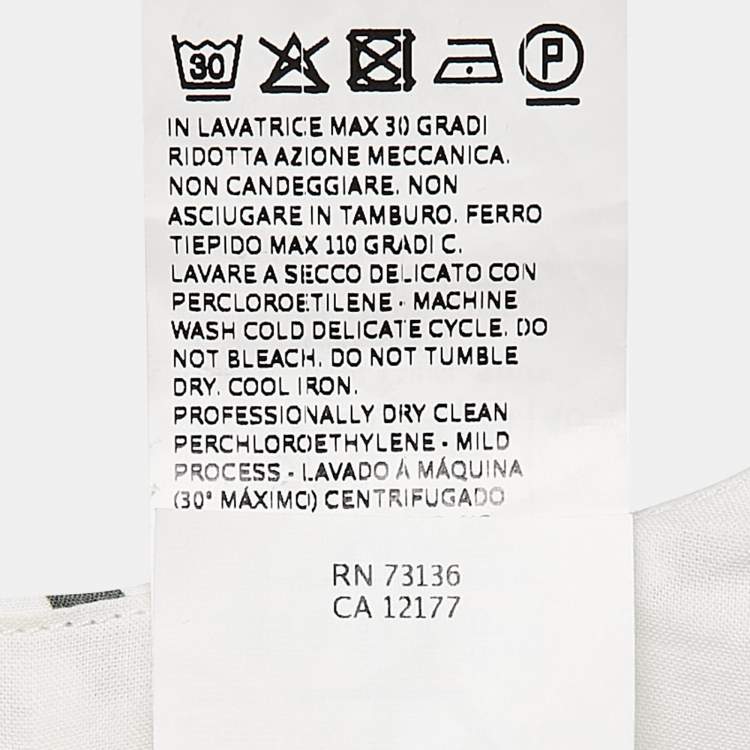 30 P
IN LAVATRICE MAX 30 GRADI
RIDOTTA AZIONE MECCANICA.
NON CANDEGGIARE. NON
ASCIUGARE IN TAMBURO. FERRO
TIEPIDO MAX 110 GRADI C.
LAVARE A SECCO DELICATO CON
PERCLOROETILENE - MACHINE
WASH COLD DELICATE CYCLE. DO
NOT BLEACH. DO NOT TUMBLE
DRY. COOL IRON.
PROFESSIONALLY DRY CLEAN
PERCHLOROETHYLENE - MILD
PROCESS - LAVADO A MÁQUINA
(30° MÁXIMO) CENTRIFUGADO
RN 73136
CA 12177